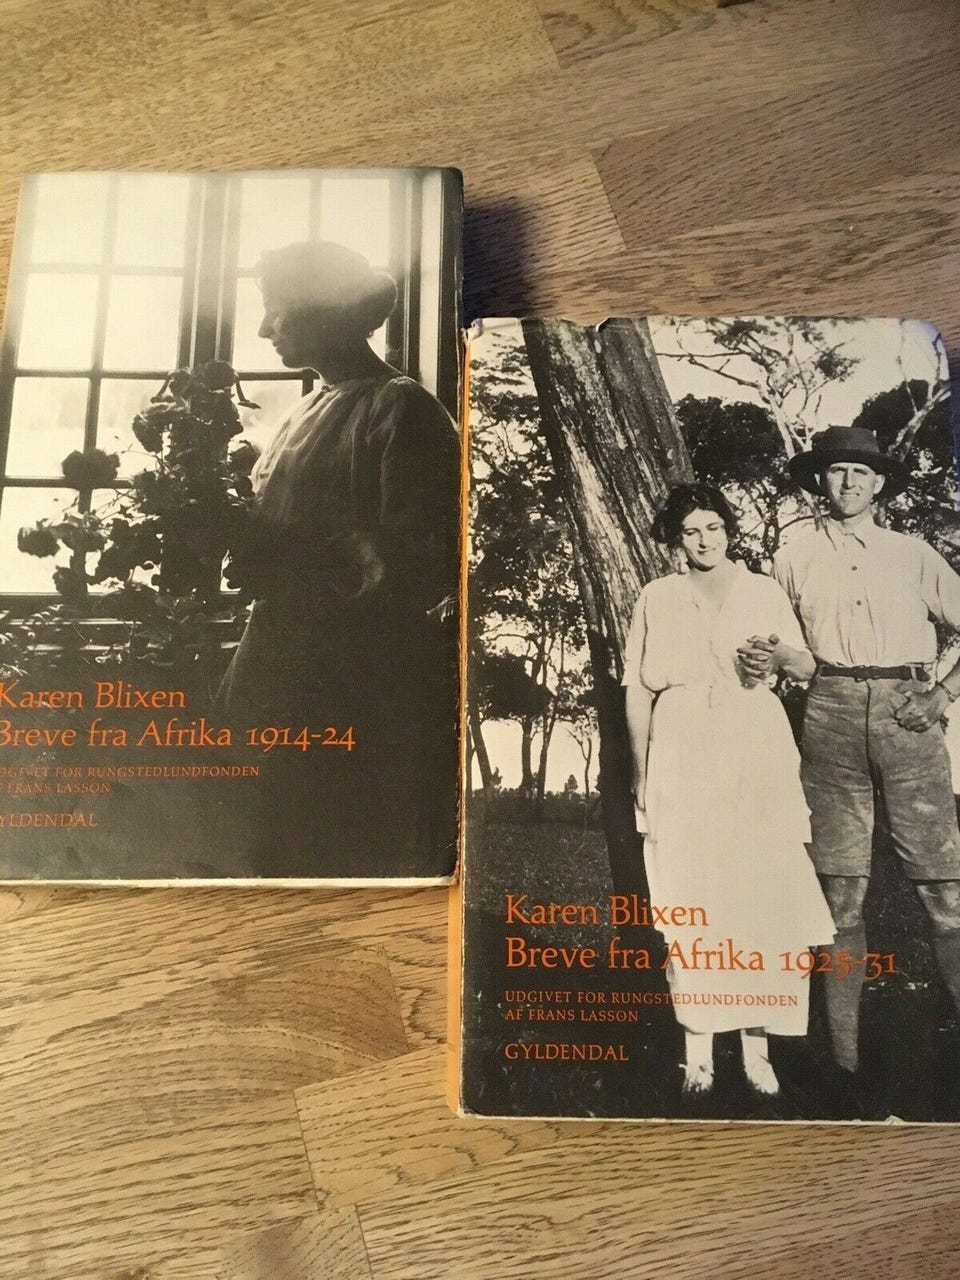 Karen Blixen
Breve fra Afrika 1914-24
UDGIVET FOR RUNGSTEDLUNDFONDEN
AF FRANS LASSON
GYLDENDAL
Karen Blixen
Breve fra Afrika 1925-31
UDGIVET FOR RUNGSTEDLUNDFONDEN
AF FRANS LASSON
GYLDENDAL